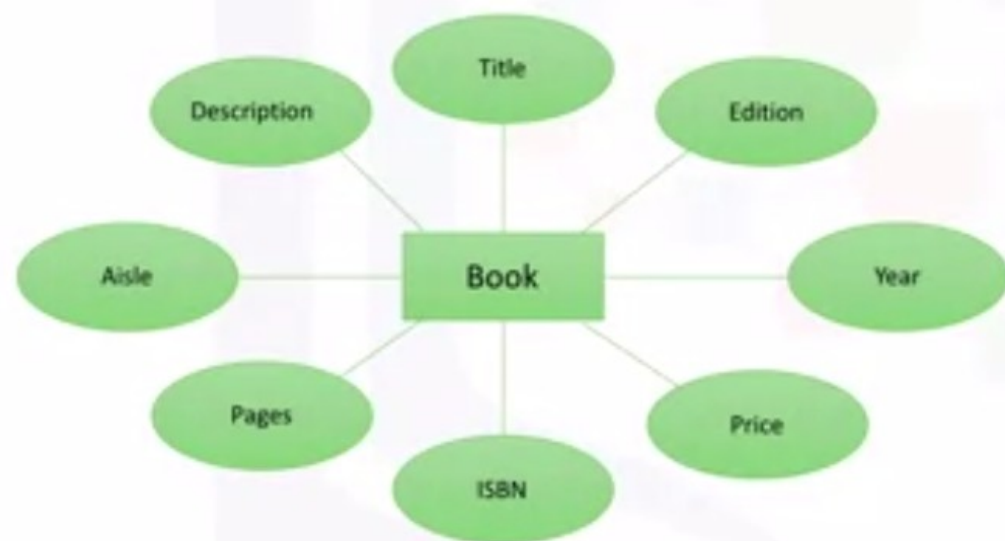 Title
Description
Edition
Aisle
Book
Year
Pages
Price
ISBN